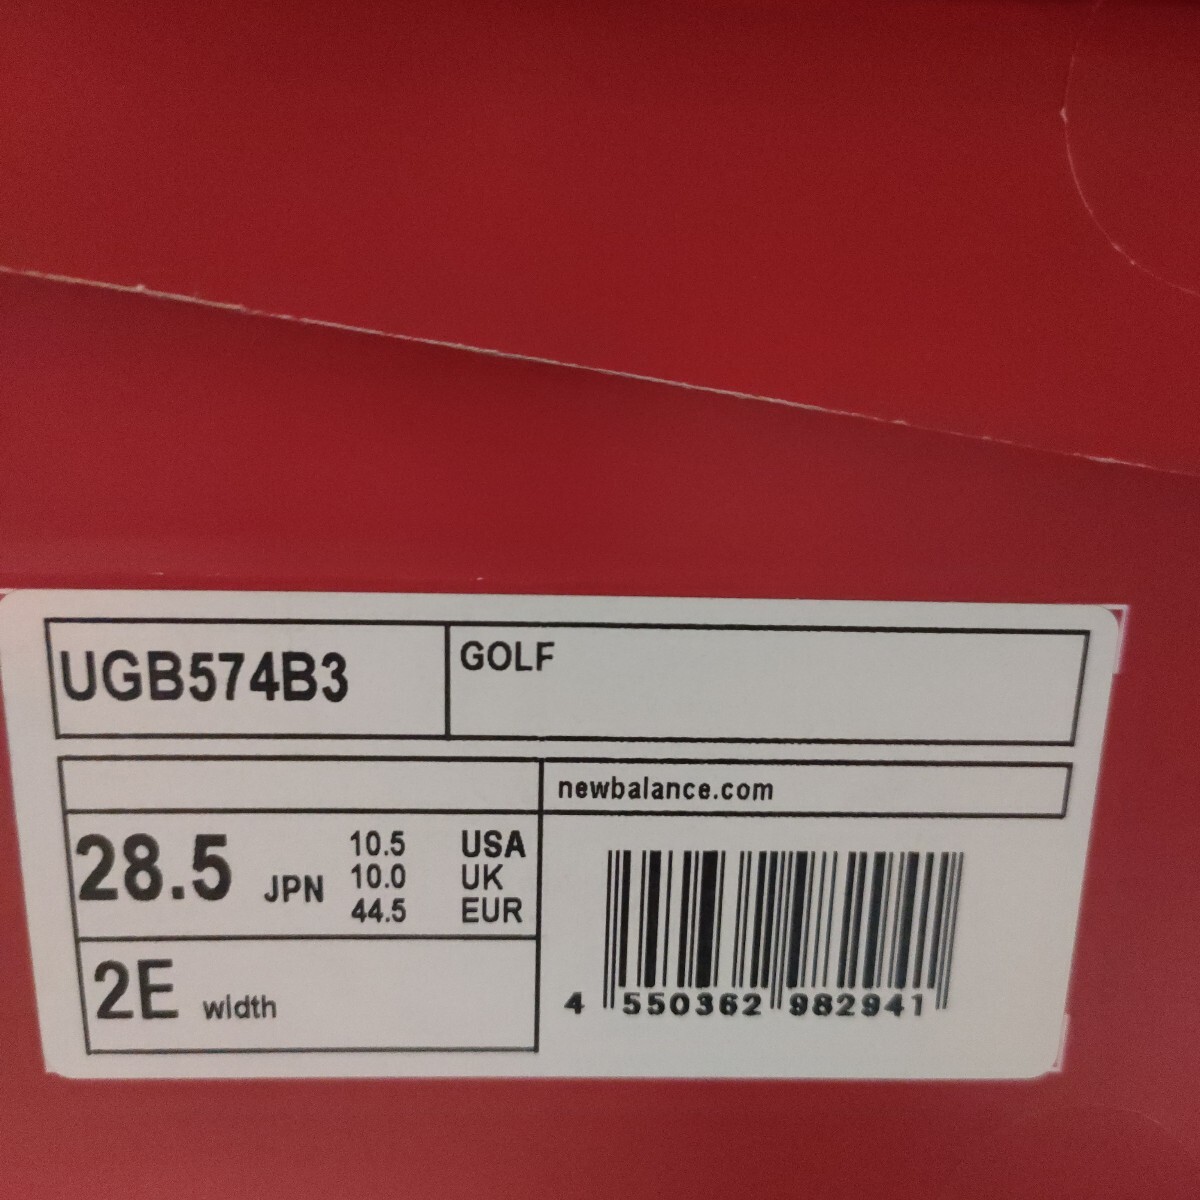 UGB574B3
GOLF
newbalance.com
28.5 JPN
10.5 USA
10.0 UK
44.5 EUR
2E width
4 550362 982941